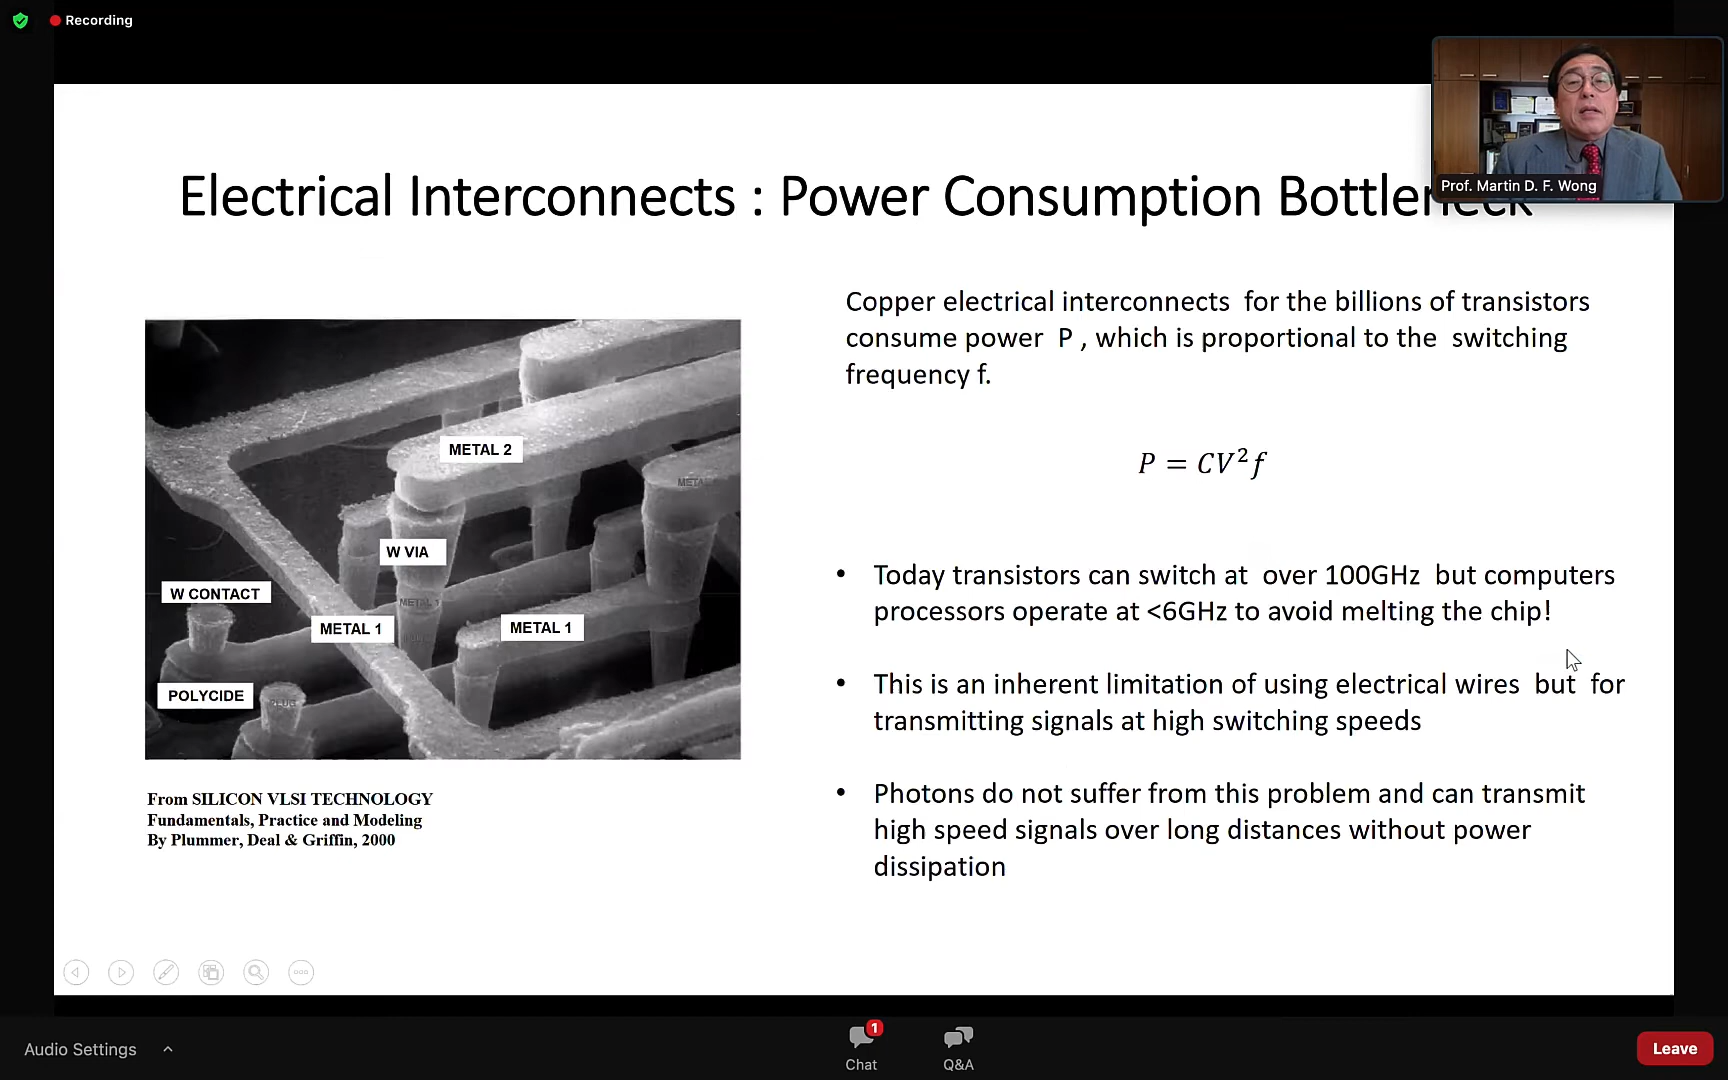 Recording
Prof. Martin D. F. Wong
Electrical Interconnects : Power Consumption Bottleneck
Copper electrical interconnects for the billions of transistors
consume power P , which is proportional to the switching
frequency f.
P = CV²f
METAL 2
METAL
W VIA
METAL 1
W CONTACT
METAL 1
METAL 1
POLYCIDE
PLUG
From SILICON VLSI TECHNOLOGY
Fundamentals, Practice and Modeling
By Plummer, Deal & Griffin, 2000
• Today transistors can switch at over 100GHz but computers
processors operate at <6GHz to avoid melting the chip!
• This is an inherent limitation of using electrical wires but for
transmitting signals at high switching speeds
• Photons do not suffer from this problem and can transmit
high speed signals over long distances without power
dissipation
Audio Settings
1
Chat
Q&A
Leave